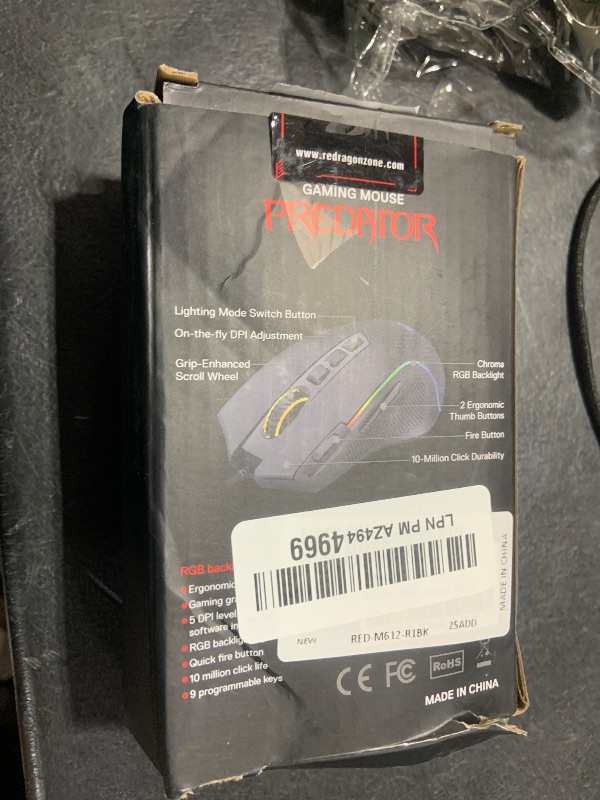 www.redragonzone.com
GAMING MOUSE
PREDATOR
Lighting Mode Switch Button
On-the-fly DPI Adjustment
Grip-Enhanced
Scroll Wheel
Chroma
RGB Backlight
2 Ergonomic
Thumb Buttons
Fire Button
10-Million Click Durability
LPN PM AZ494 4969
RGB back
Ergonomic
Gaming gr
5 DPI level
software in
RGB backlig
Quick fire button
10 million click life
9 programmable keys
MADE IN CHINA
NEW RED-M612-R1BK 25ADD
CE FC RoHS
MADE IN CHINA